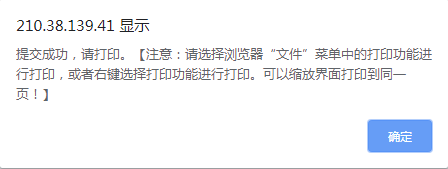 210.38.139.41 显示
提交成功，请打印。【注意：请选择浏览器“文件”菜单中的打印功能进
行打印，或者右键选择打印功能进行打印。可以缩放界面打印到同一
页！】
确定